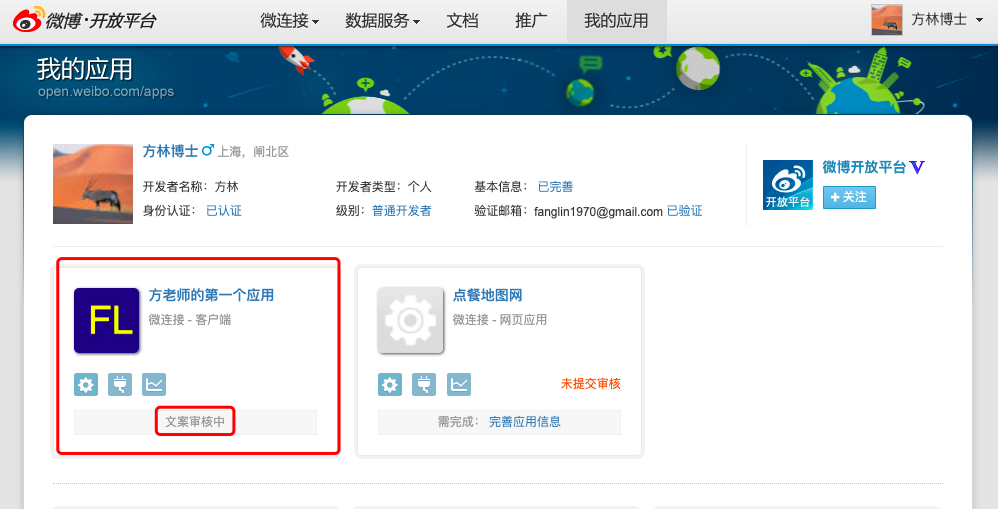 微博·开放平台
微连接 数据服务 文档 推广 我的应用 方林博士
我的应用
open.weibo.com/apps
方林博士 上海，闸北区
开发者名称：方林 开发者类型：个人 基本信息： 已完善
身份认证： 已认证 级别：普通开发者 验证邮箱：fanglin1970@gmail.com 已验证
微博开放平台 V
+ 关注
开放平台
方老师的第一个应用
FL
微连接 - 客户端
文案审核中
点餐地图网
微连接 - 网页应用
未提交审核
需完成： 完善应用信息